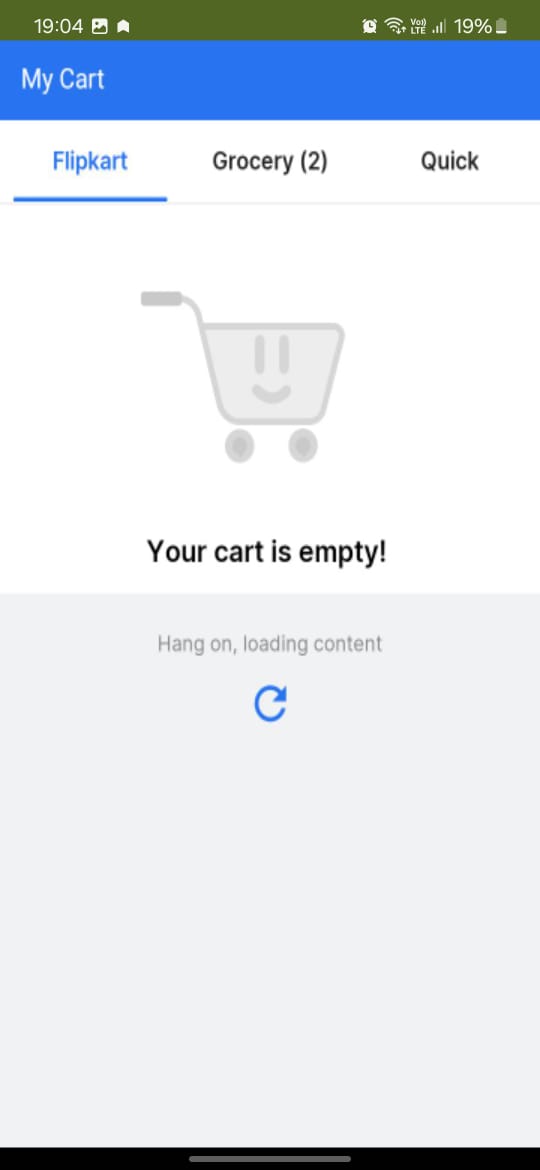 19:04 Vo)) LTE 19%
My Cart
Flipkart Grocery (2) Quick
Your cart is empty!
Hang on, loading content